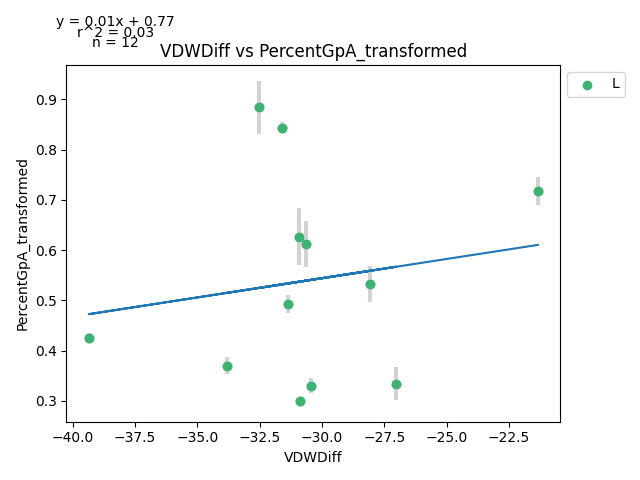 y = 0.01x + 0.77
r^2 = 0.03
n = 12
VDWDiff vs PercentGpA_transformed
L
PercentGpA_transformed
0.9
0.8
0.7
0.6
0.5
0.4
0.3
−40.0 −37.5 −35.0 −32.5 −30.0 −27.5 −25.0 −22.5
VDWDiff